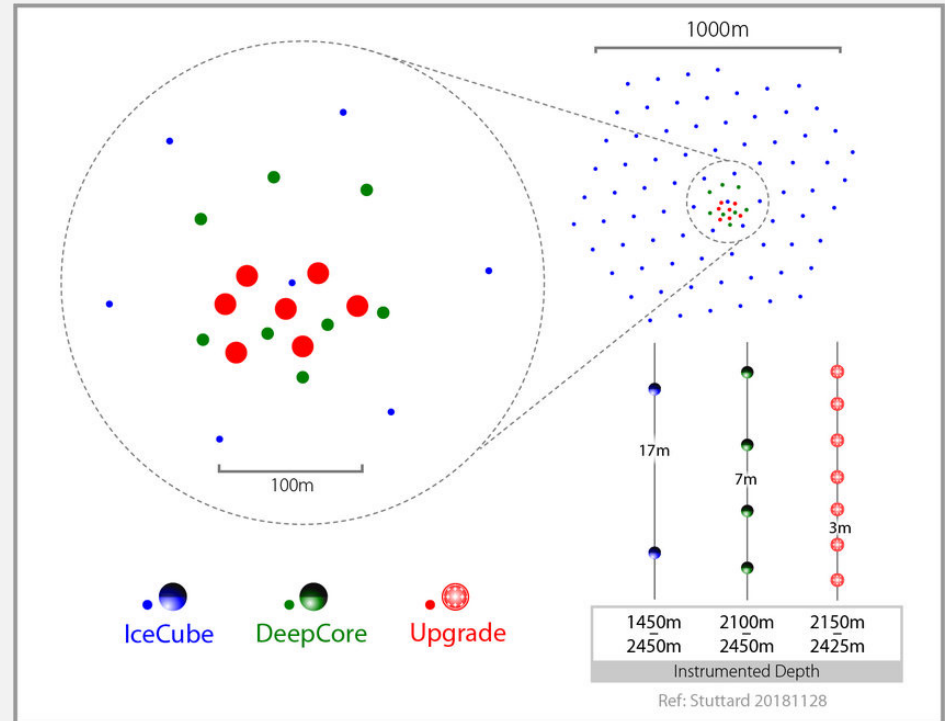 1000m
100m
17m
7m
3m
IceCube
DeepCore
Upgrade
1450m
–
2450m
2100m
–
2450m
2150m
–
2425m
Instrumented Depth
Ref: Stuttard 20181128